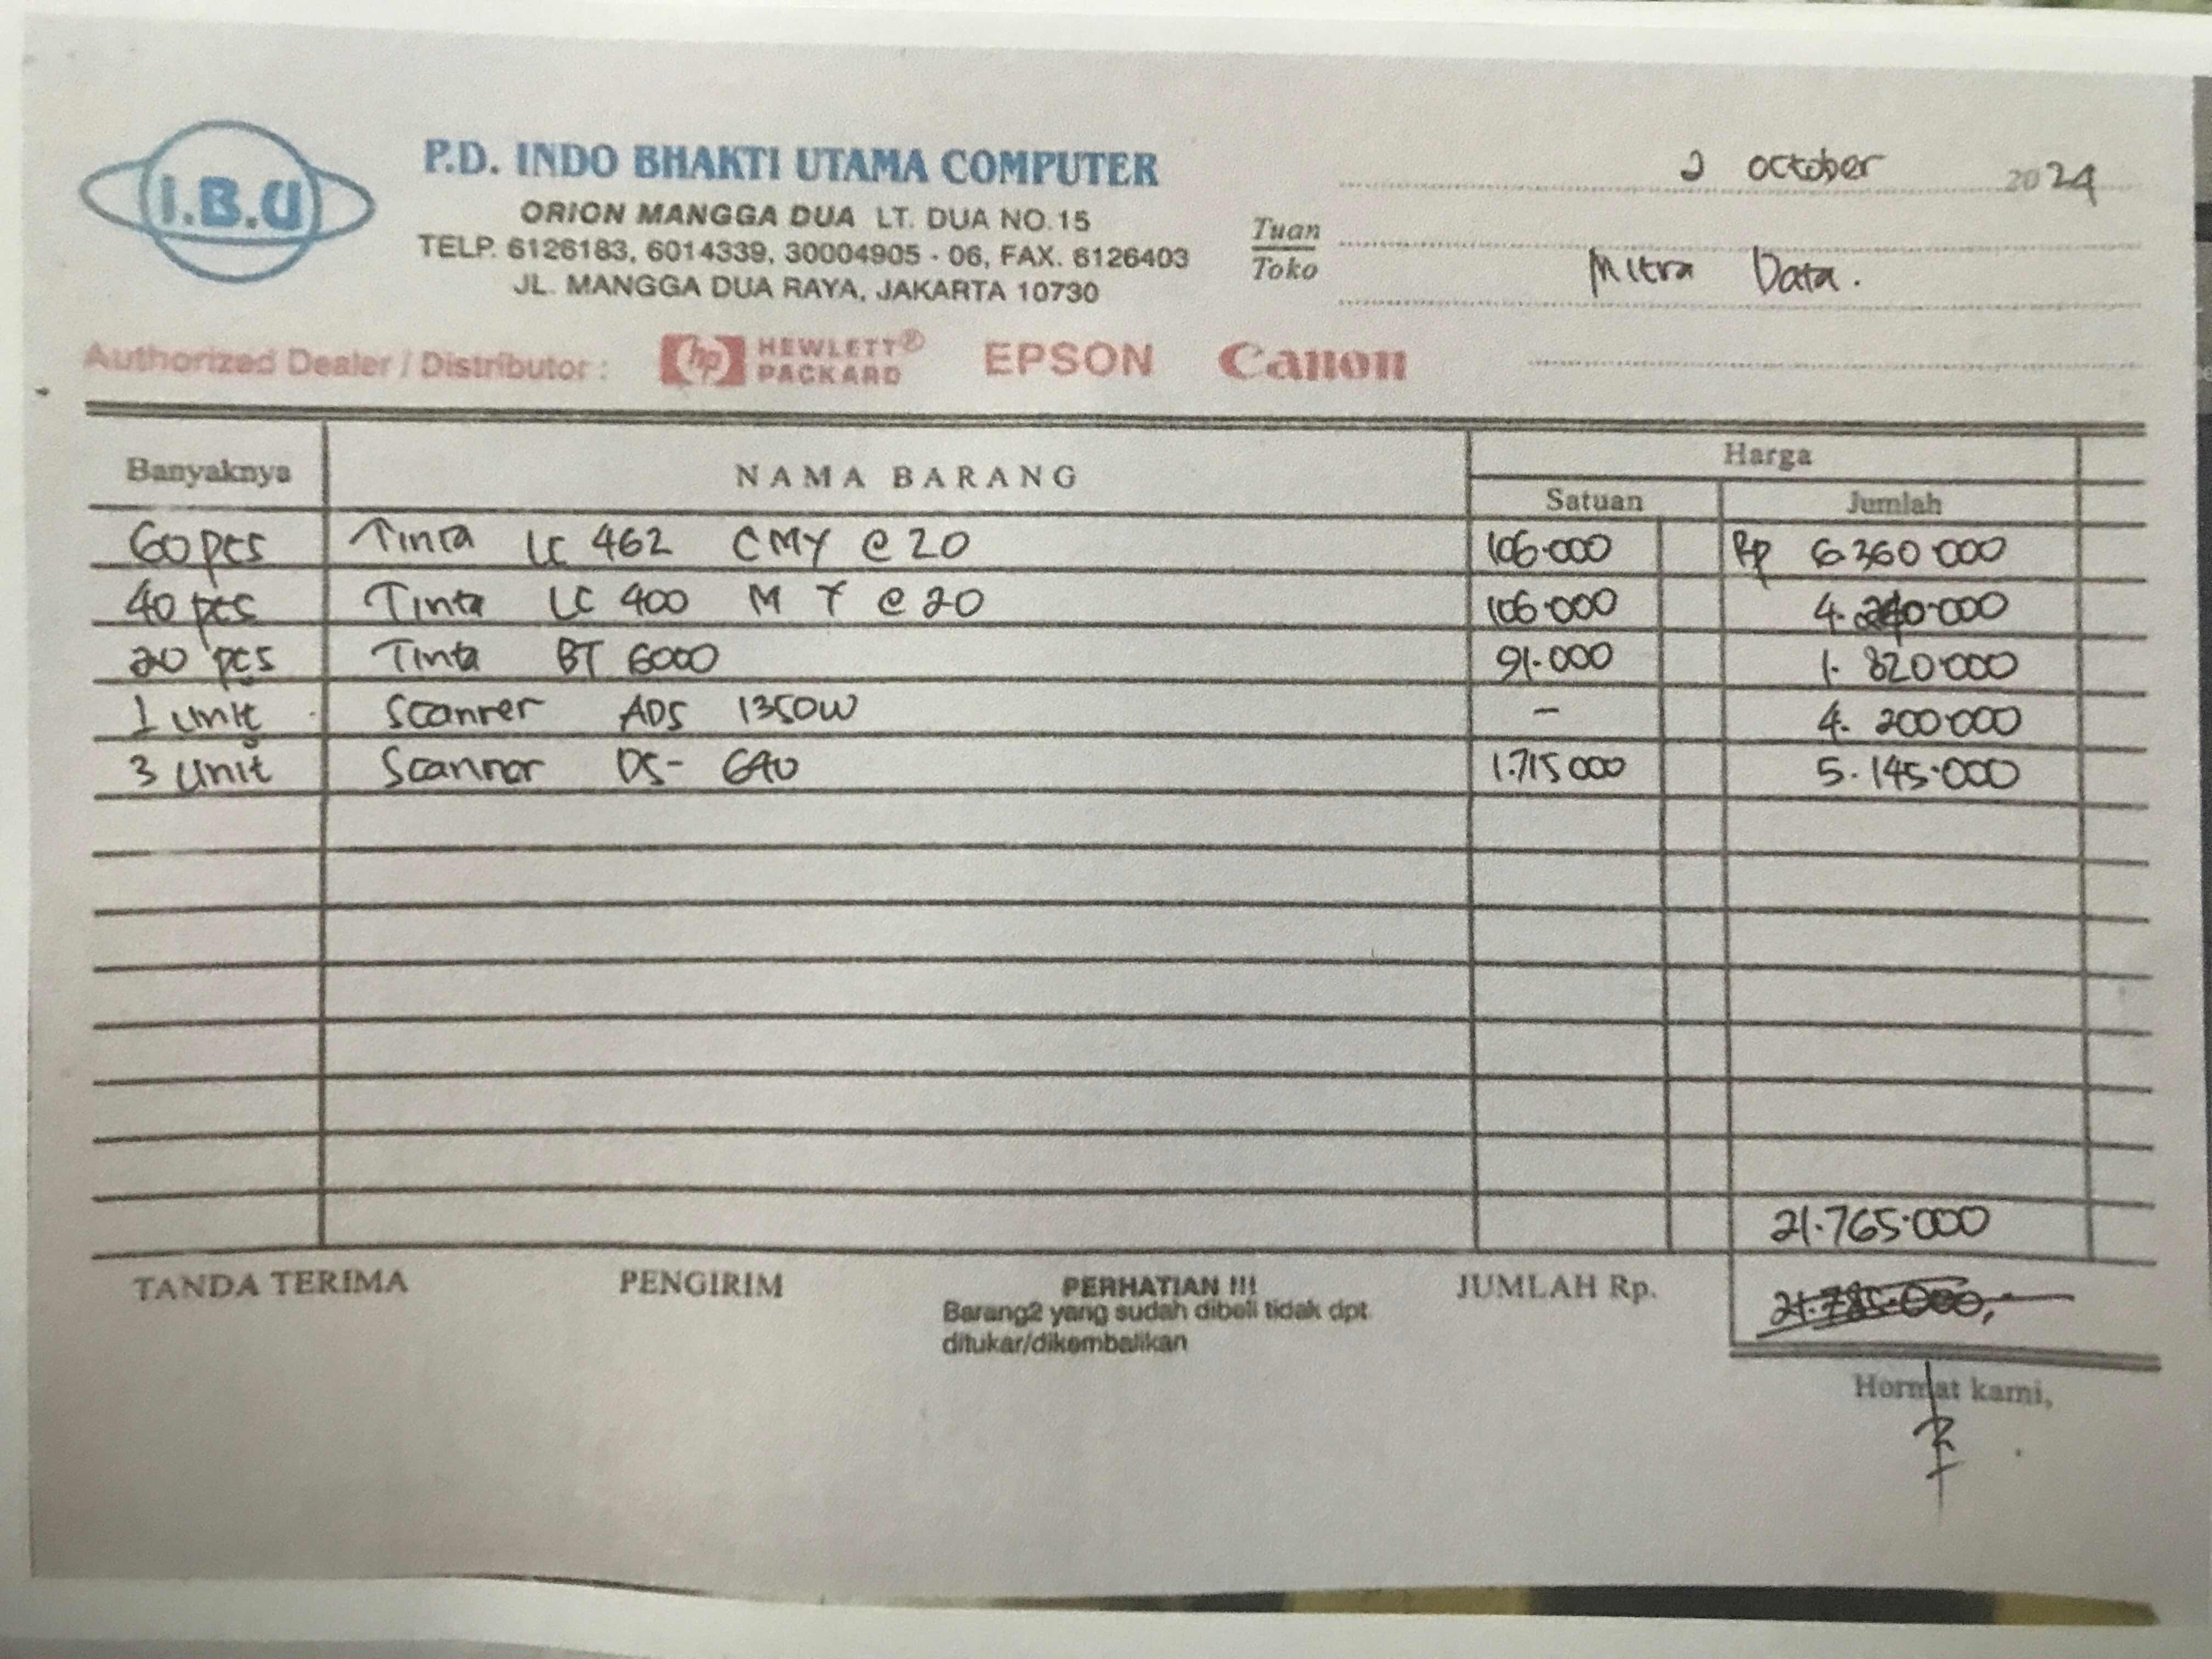 I.B.U
P.D. INDO BHAKTI UTAMA COMPUTER
ORION MANGGA DUA LT. DUA NO.15
TELP. 6126183, 6014339, 30004905 - 06, FAX. 6126403
JL. MANGGA DUA RAYA, JAKARTA 10730
2 October 2024
Tuan
Toko
Mitra Data.
Authorized Dealer / Distributor : hp HEWLETT® PACKARD EPSON Canon
Banyaknya NAMA BARANG Harga
Satuan Jumlah
60 pcs Tinta LC 462 CMY @ 20 106.000 Rp 6.360.000
40 pcs Tinta LC 400 M Y @ 20 106.000 4.240.000
20 pcs Tinta BT 6000 91.000 1.820.000
1 unit Scanner ADS 1350W - 4.200.000
3 Unit Scanner DS- 640 1.715.000 5.145.000
21.765.000
TANDA TERIMA PENGIRIM PERHATIAN !!! JUMLAH Rp.
Barang2 yang sudah dibeli tidak dpt
ditukar/dikembalikan
Hormat kami,